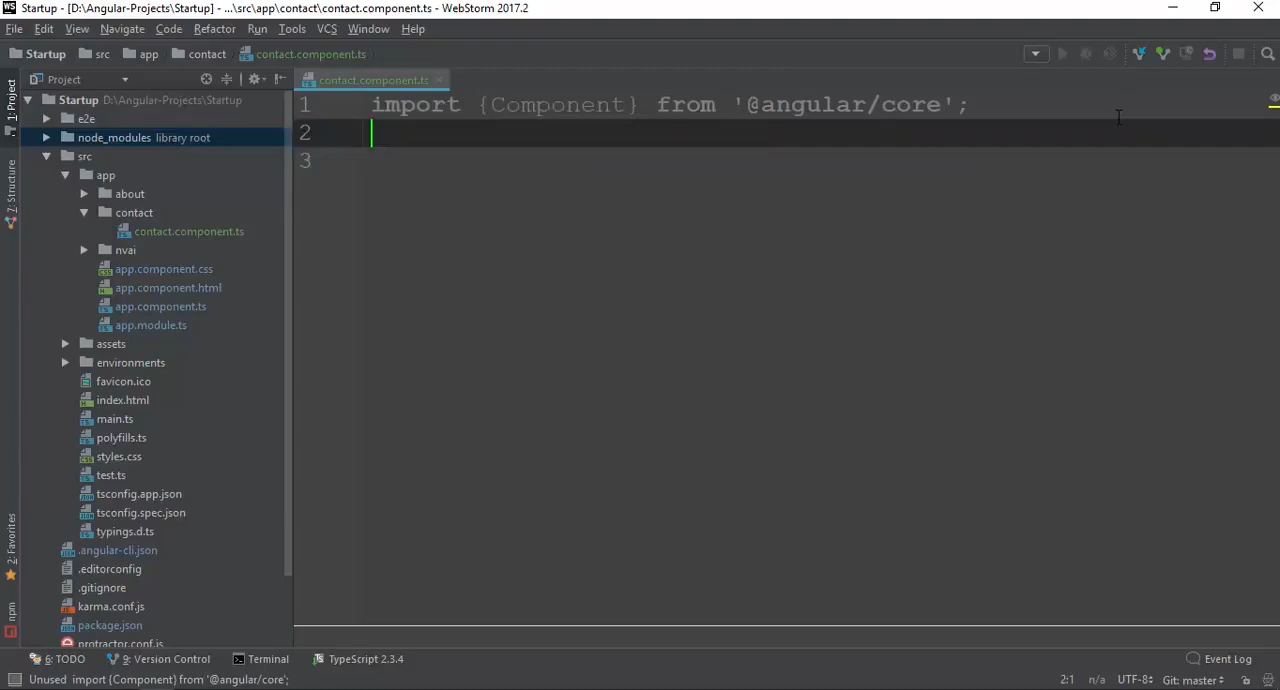 WS Startup - [D:\Angular-Projects\Startup] - ...\src\app\contact\contact.component.ts - WebStorm 2017.2
File Edit View Navigate Code Refactor Run Tools VCS Window Help
Startup src app contact contact.component.ts
1: Project
Project
contact.component.ts
Startup D:\Angular-Projects\Startup
e2e
node_modules library root
src
app
about
contact
contact.component.ts
nvai
app.component.css
app.component.html
app.component.ts
app.module.ts
assets
environments
favicon.ico
index.html
main.ts
polyfills.ts
styles.css
test.ts
tsconfig.app.json
tsconfig.spec.json
typings.d.ts
.angular-cli.json
.editorconfig
.gitignore
karma.conf.js
package.json
protractor.conf.js
1 import {Component} from '@angular/core';
2
3
7: Structure
2: Favorites
npm
6: TODO 9: Version Control Terminal TypeScript 2.3.4 Event Log
Unused import {Component} from '@angular/core'; 2:1 n/a UTF-8 Git: master